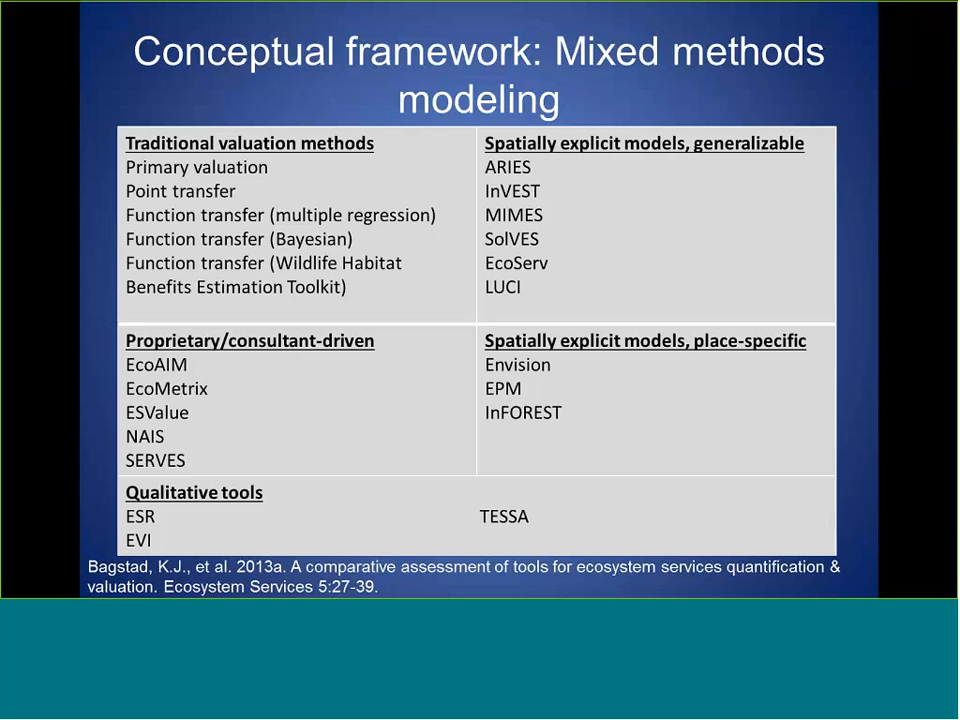 Conceptual framework: Mixed methods
modeling
Traditional valuation methods
Primary valuation
Point transfer
Function transfer (multiple regression)
Function transfer (Bayesian)
Function transfer (Wildlife Habitat
Benefits Estimation Toolkit)
Spatially explicit models, generalizable
ARIES
InVEST
MIMES
SolVES
EcoServ
LUCI
Proprietary/consultant-driven
EcoAIM
EcoMetrix
ESValue
NAIS
SERVES
Spatially explicit models, place-specific
Envision
EPM
InFOREST
Qualitative tools
ESR
EVI
TESSA
Bagstad, K.J., et al. 2013a. A comparative assessment of tools for ecosystem services quantification &
valuation. Ecosystem Services 5:27-39.